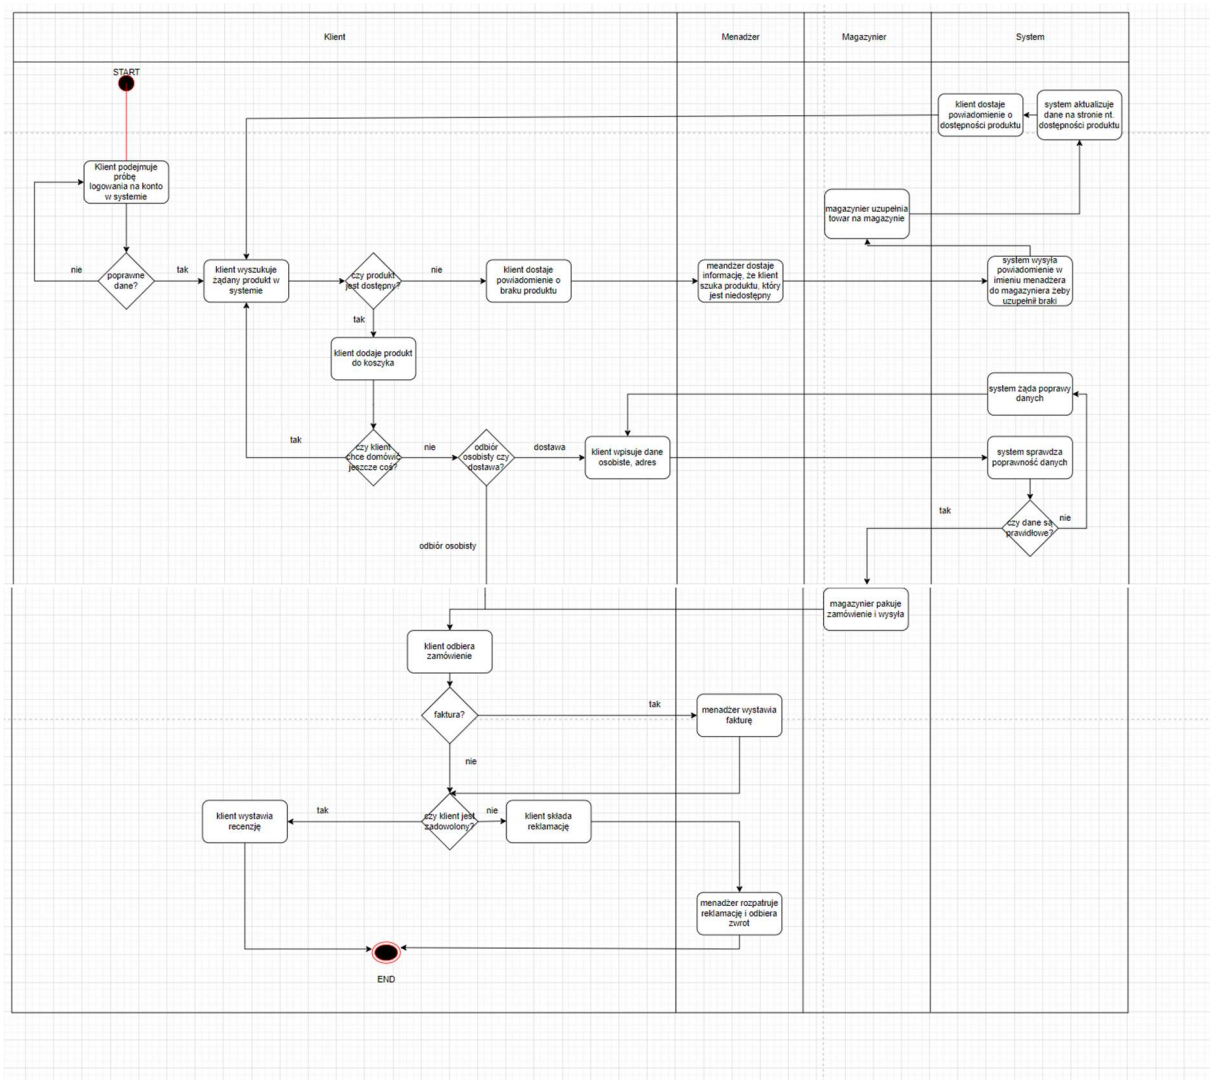 Klient
Menadżer
Magazynier
System
START
klient dostaje
powiadomienie o
dostępności produktu
system aktualizuje
dane na stronie nt.
dostępności produktu
Klient podejmuje
próbę
logowania na konto
w systemie
magazynier uzupełnia
towar na magazynie
nie
poprawne
dane?
tak
klient wyszukuje
żądany produkt w
systemie
czy produkt
jest dostępny?
nie
klient dostaje
powiadomienie o
braku produktu
meandżer dostaje
informację, że klient
szuka produktu, który
jest niedostępny
system wysyła
powiadomienie w
imieniu menadżera
do magazyniera żeby
uzupełnił braki
tak
klient dodaje produkt
do koszyka
system żąda poprawy
danych
tak
czy klient
chce domówić
jeszcze coś?
nie
odbiór
osobisty czy
dostawa?
dostawa
klient wpisuje dane
osobiste, adres
system sprawdza
poprawność danych
tak
czy dane są
prawidłowe?
nie
odbiór osobisty
magazynier pakuje
zamówienie i wysyła
klient odbiera
zamówienie
faktura?
tak
menadżer wystawia
fakturę
nie
klient wystawia
recenzję
tak
czy klient jest
zadowolony?
nie
klient składa
reklamację
menadżer rozpatruje
reklamację i odbiera
zwrot
END